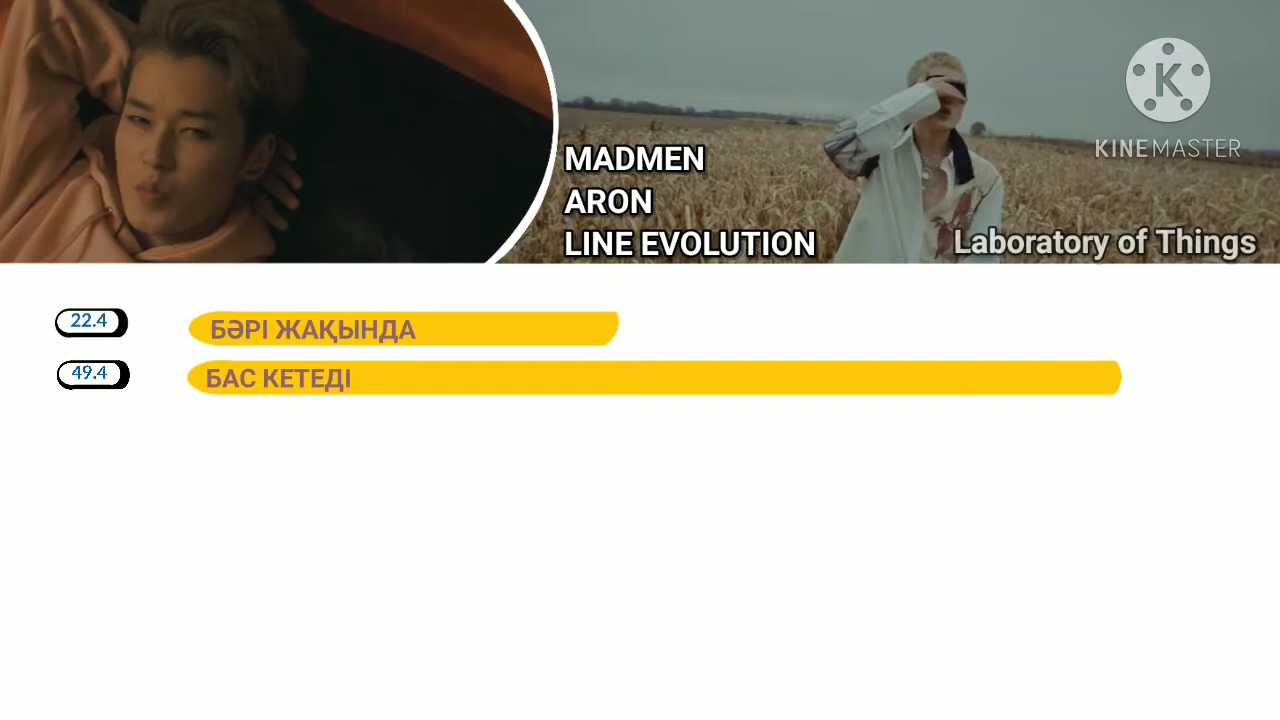 K
KINEMASTER
MADMEN
ARON
LINE EVOLUTION
Laboratory of Things
22.4 БӘРІ ЖАҚЫНДА
49.4 БАС КЕТЕДІ